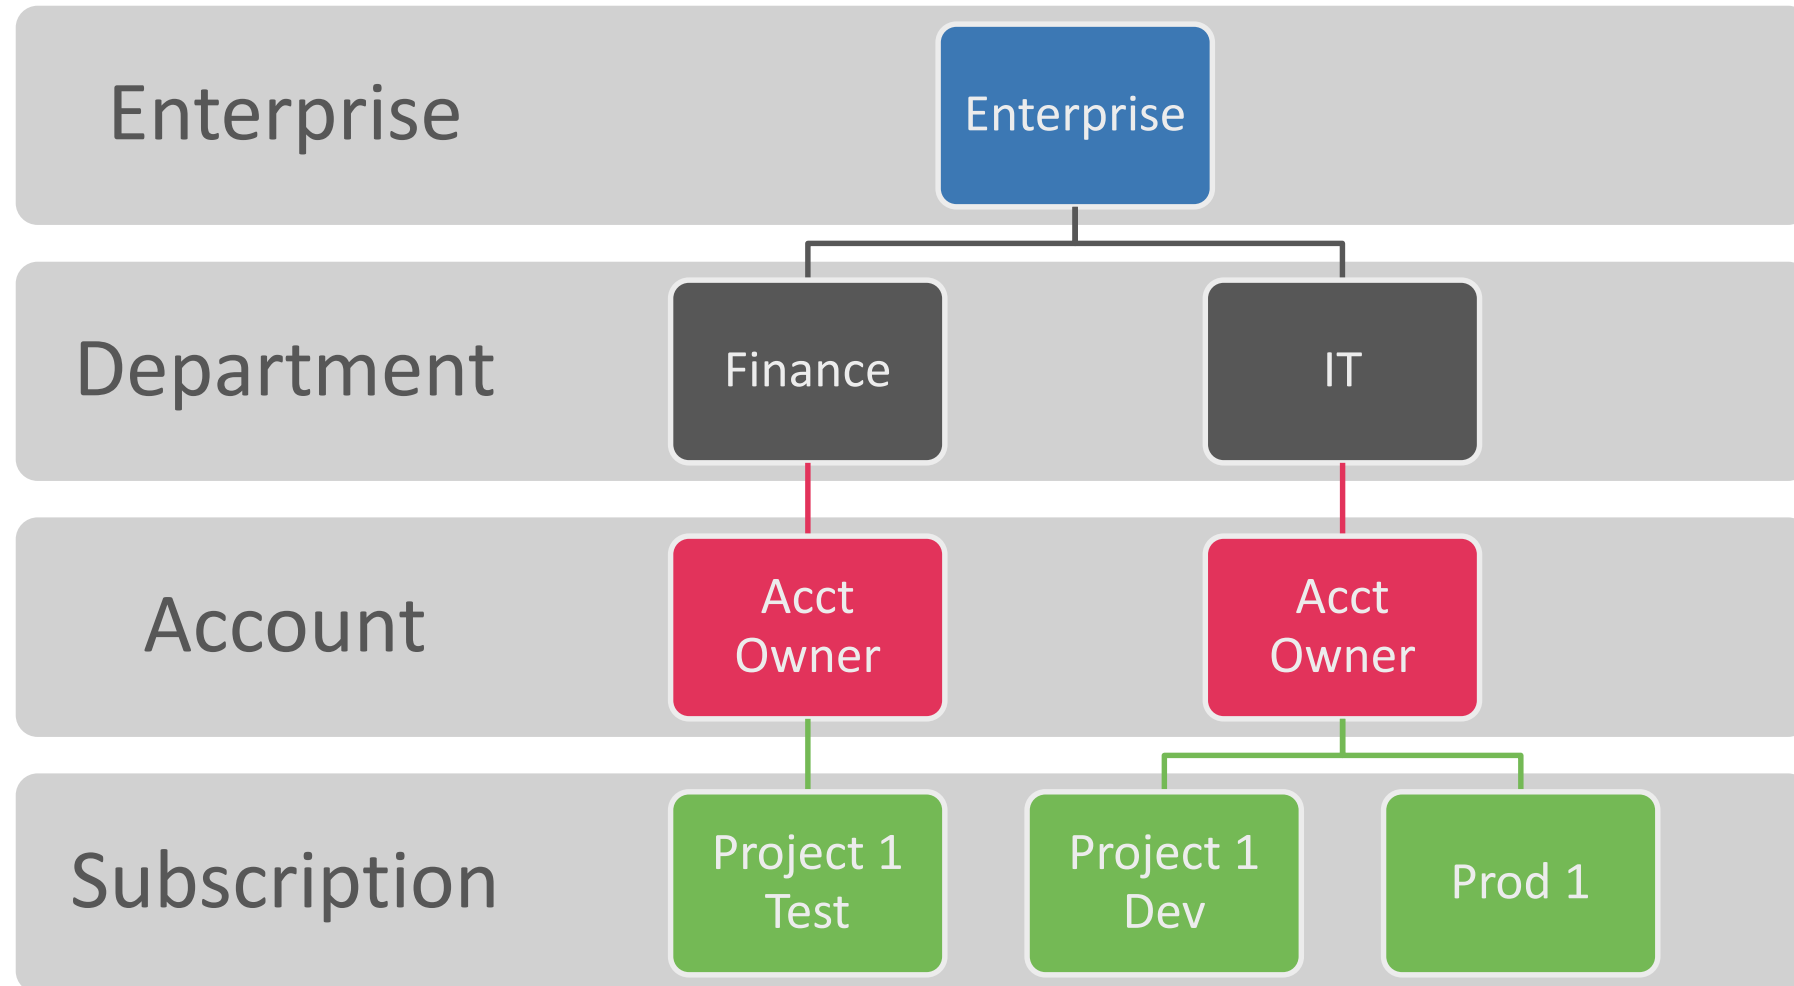 Enterprise
Enterprise
Department
Finance
IT
Account
Acct
Owner
Acct
Owner
Subscription
Project 1
Test
Project 1
Dev
Prod 1